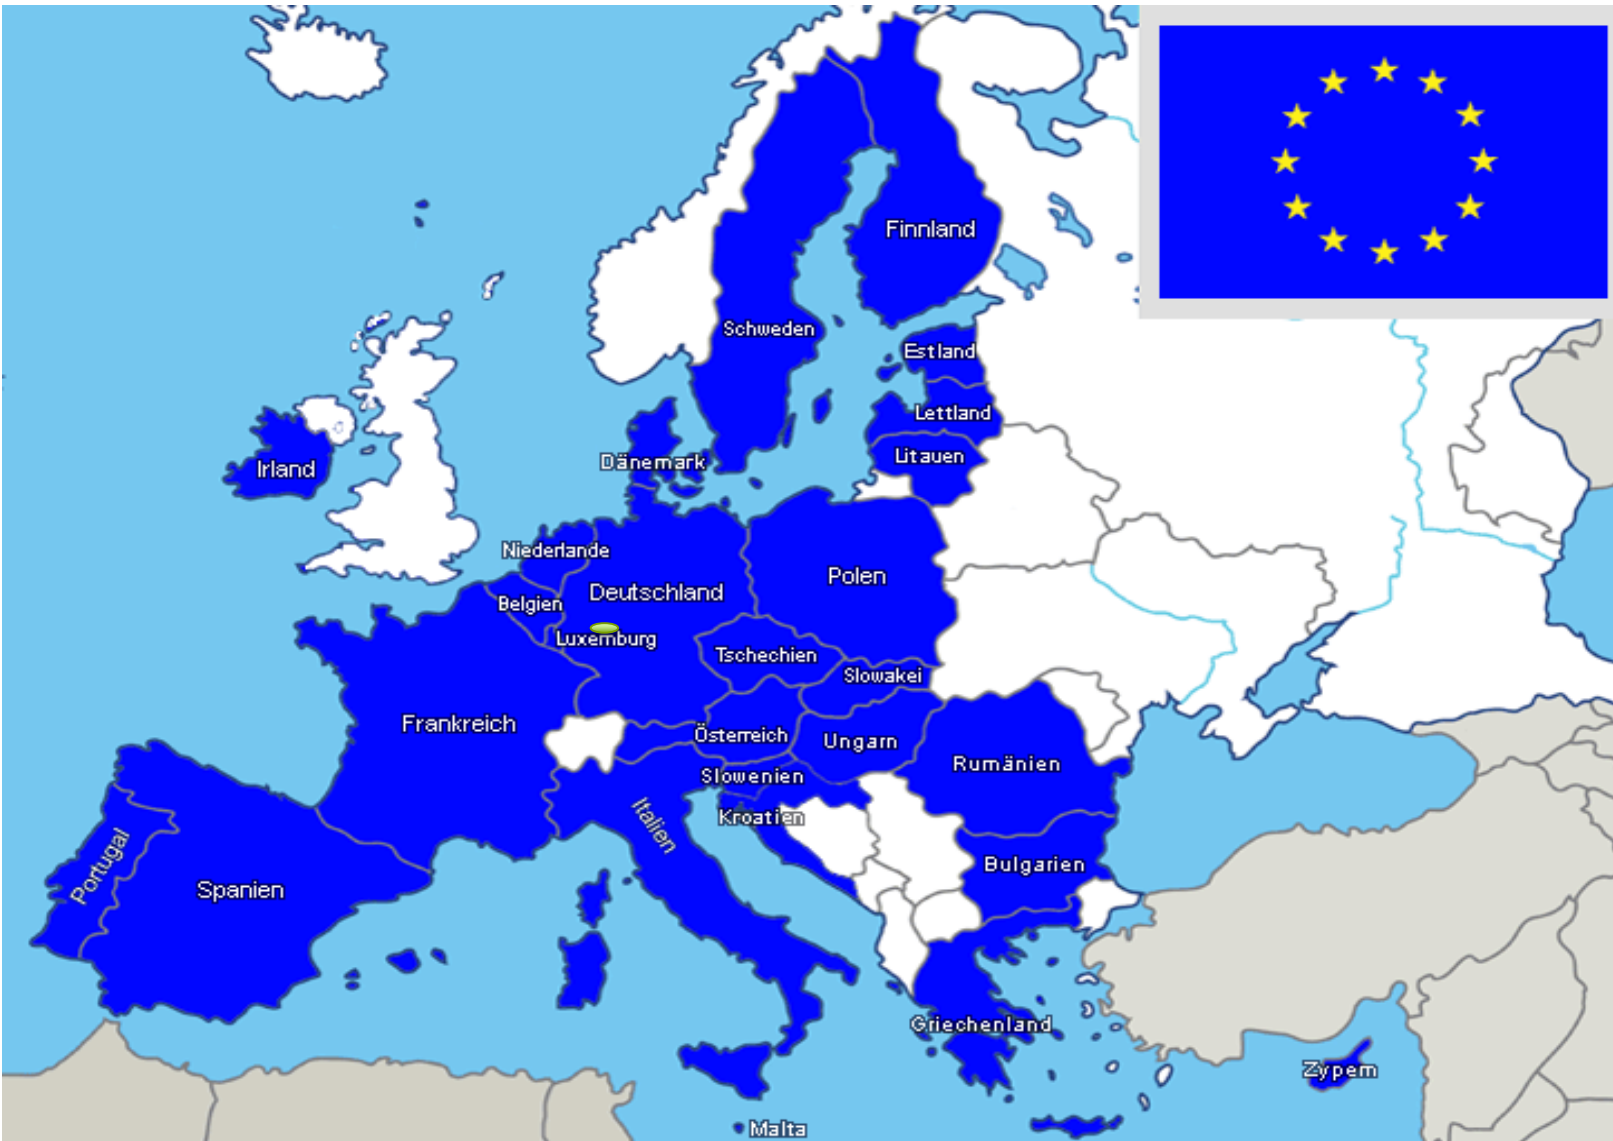 Finnland
Schweden
Estland
Lettland
Litauen
Dänemark
Irland
Niederlande
Polen
Deutschland
Belgien
Luxemburg
Tschechien
Slowakei
Frankreich
Österreich
Ungarn
Rumänien
Slowenien
Kroatien
Italien
Bulgarien
Portugal
Spanien
Griechenland
Zypern
Malta